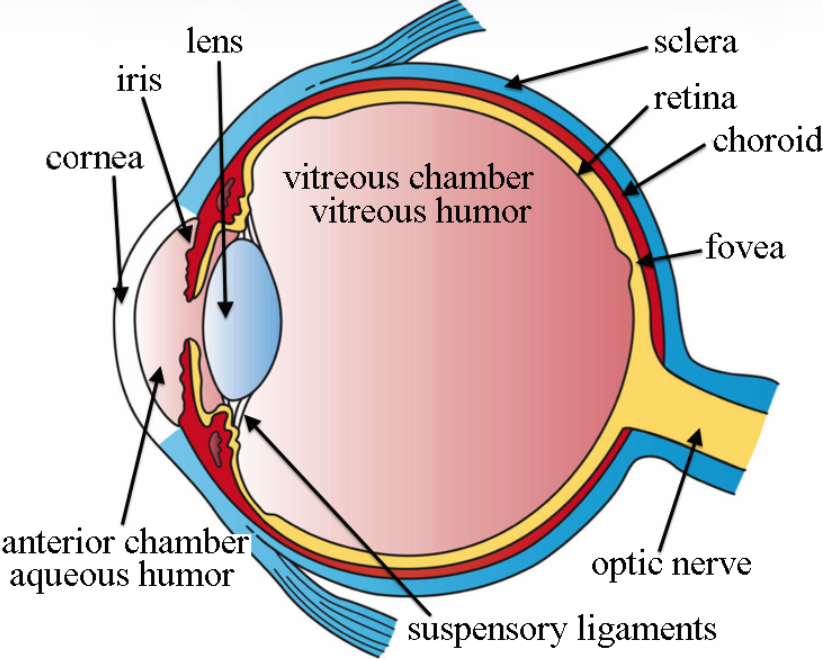 lens
sclera
iris
retina
choroid
cornea
vitreous chamber
vitreous humor
fovea
anterior chamber
aqueous humor
optic nerve
suspensory ligaments